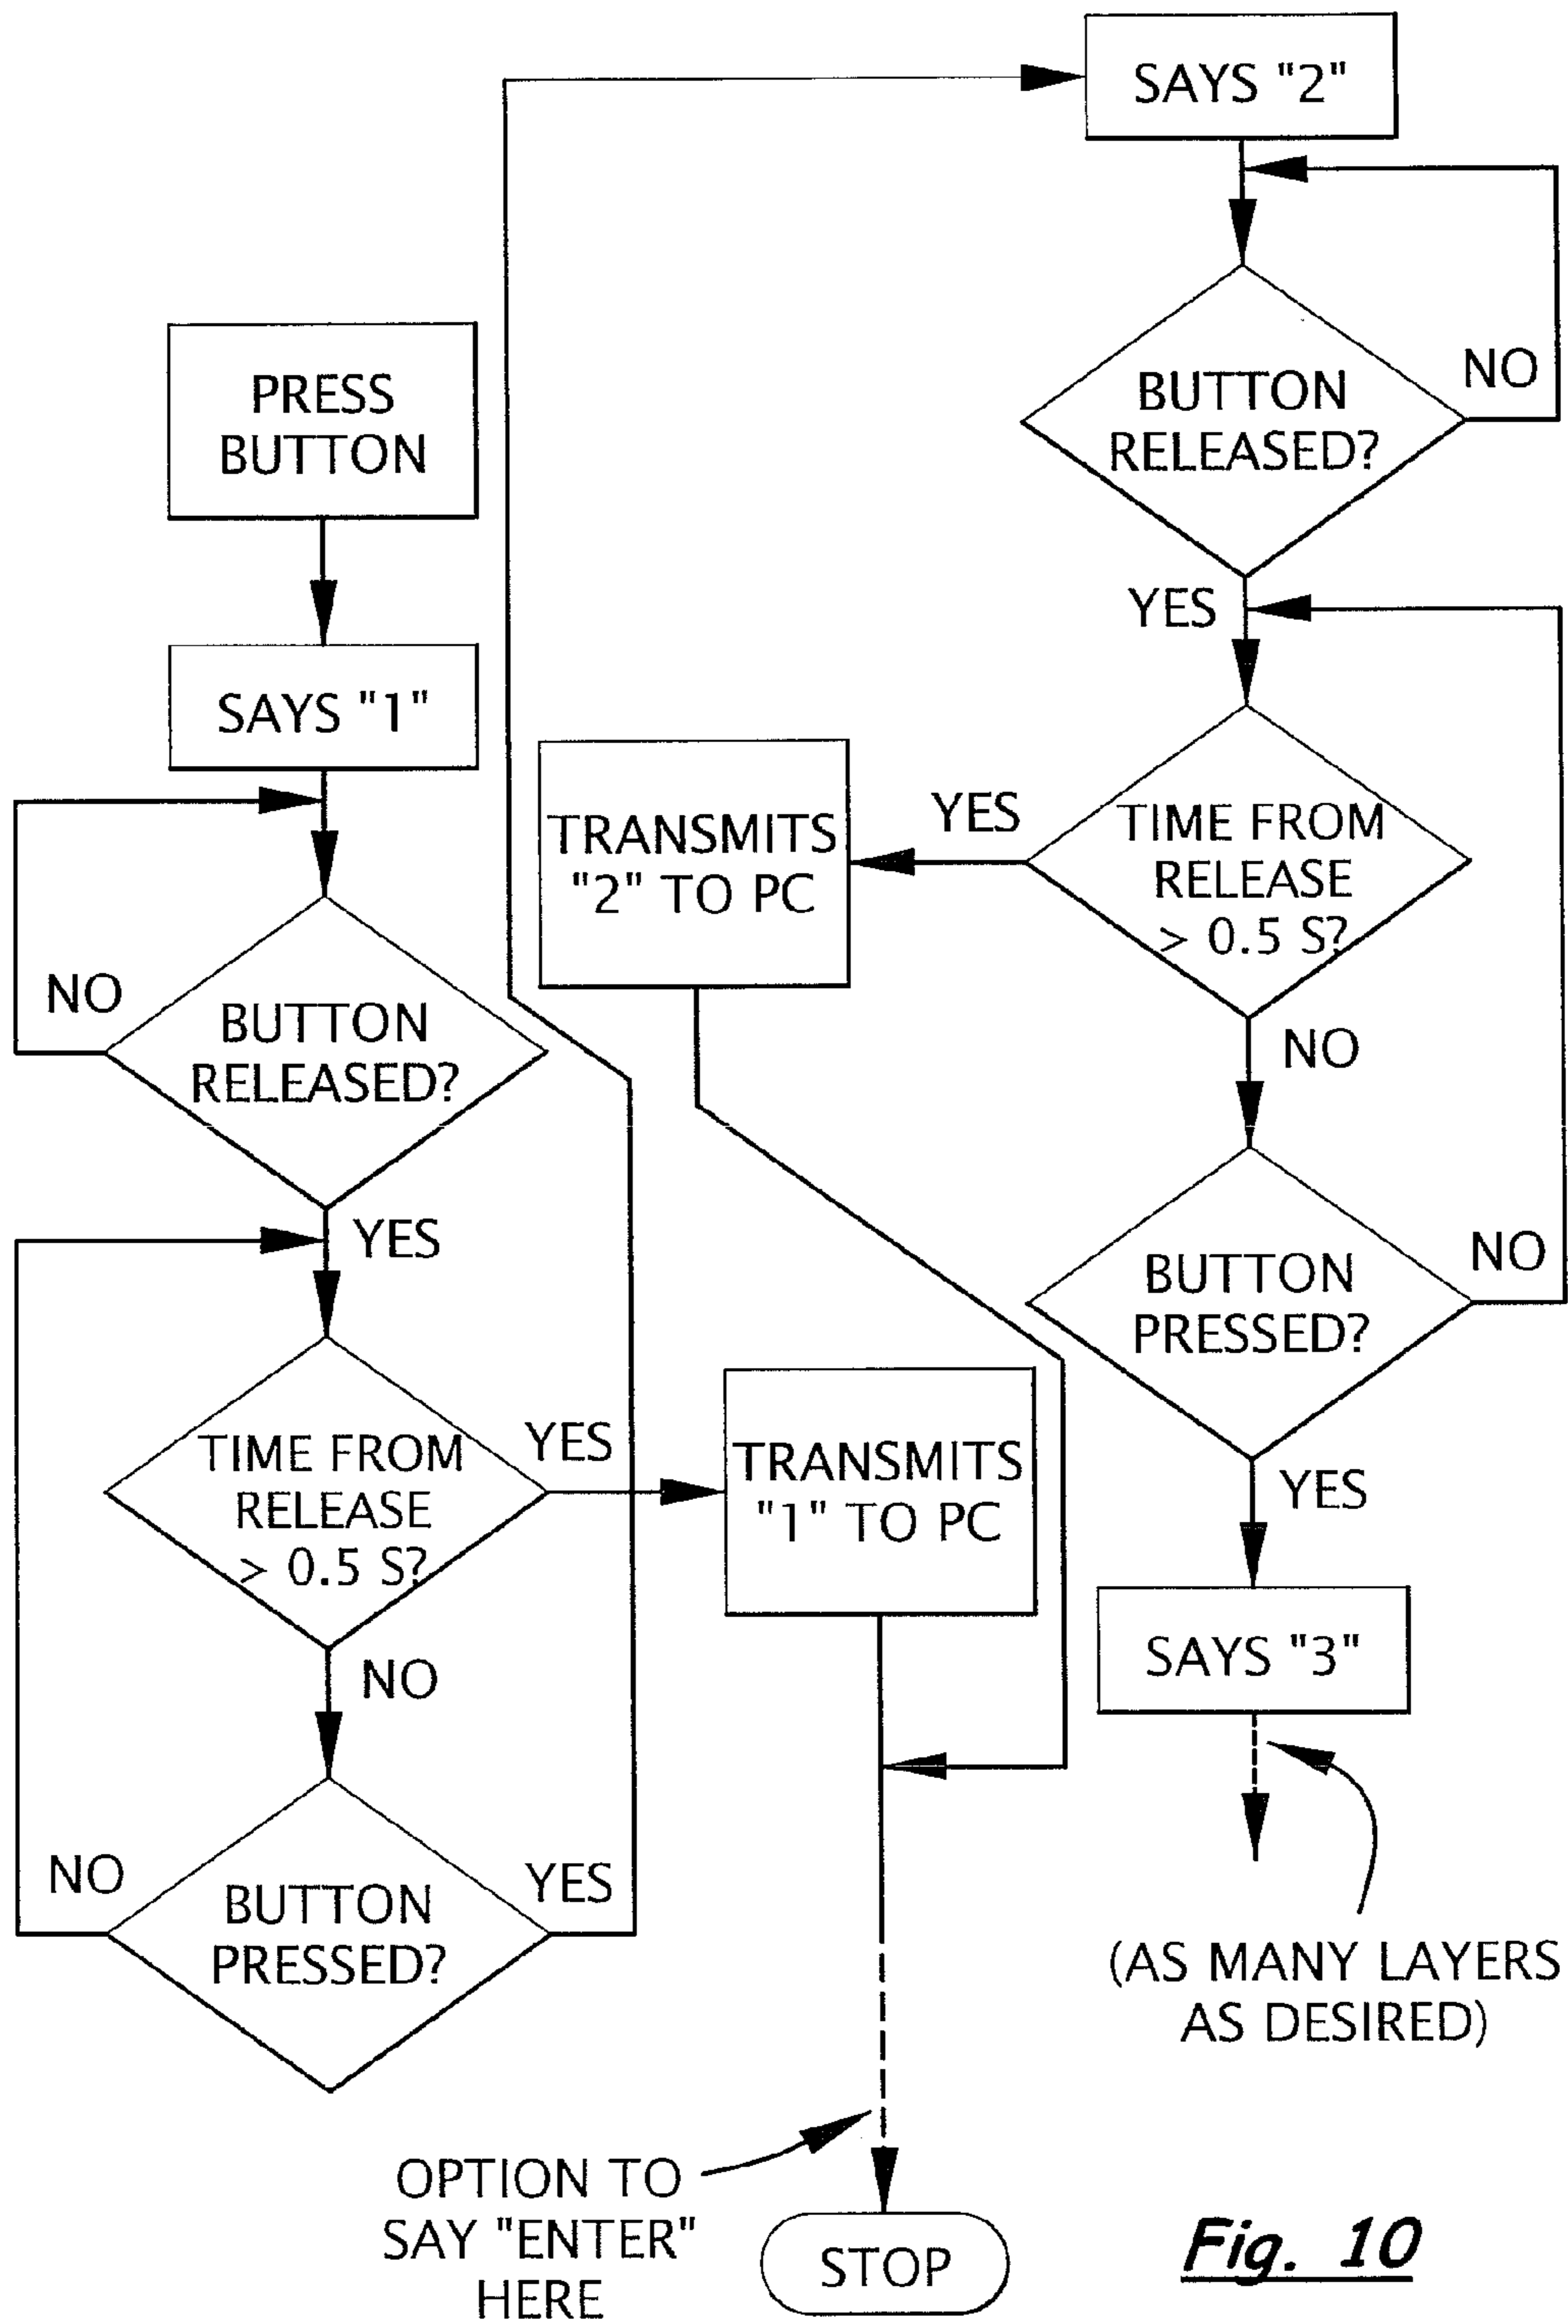 PRESS
BUTTON
SAYS "1"
NO
BUTTON
RELEASED?
YES
TIME FROM
RELEASE
> 0.5 S?
YES
NO
NO
BUTTON
PRESSED?
YES
TRANSMITS
"1" TO PC
SAYS "2"
BUTTON
RELEASED?
NO
YES
TIME FROM
RELEASE
> 0.5 S?
YES
TRANSMITS
"2" TO PC
NO
BUTTON
PRESSED?
NO
YES
SAYS "3"
(AS MANY LAYERS
AS DESIRED)
OPTION TO
SAY "ENTER"
HERE
STOP
Fig. 10